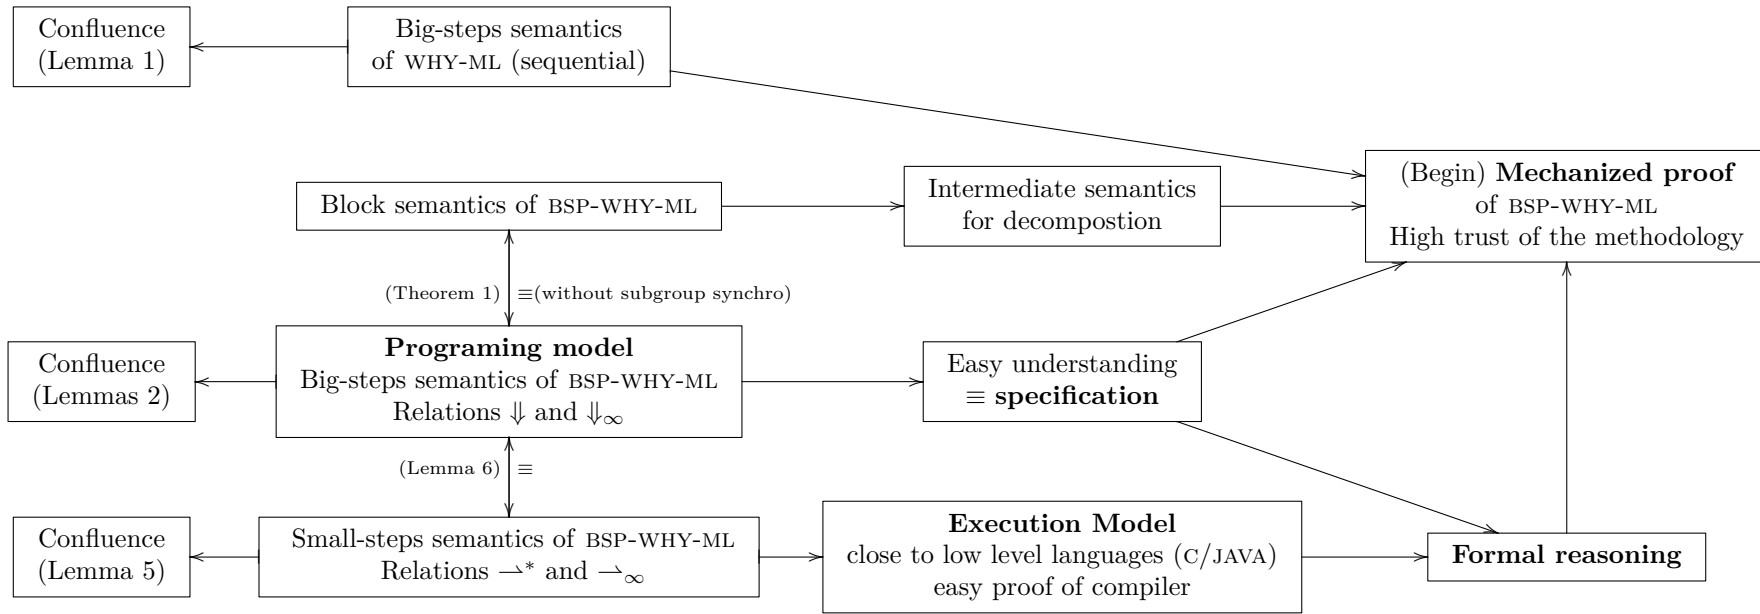 Confluence
(Lemma 1)
Big-steps semantics
of WHY-ML (sequential)
(Begin) Mechanized proof
of BSP-WHY-ML
High trust of the methodology
Block semantics of BSP-WHY-ML
Intermediate semantics
for decompostion
(Theorem 1) ≡(without subgroup synchro)
Confluence
(Lemmas 2)
Programing model
Big-steps semantics of BSP-WHY-ML
Relations ⇓ and ⇓∞
Easy understanding
≡ specification
(Lemma 6) ≡
Confluence
(Lemma 5)
Small-steps semantics of BSP-WHY-ML
Relations ⇀* and ⇀∞
Execution Model
close to low level languages (C/JAVA)
easy proof of compiler
Formal reasoning